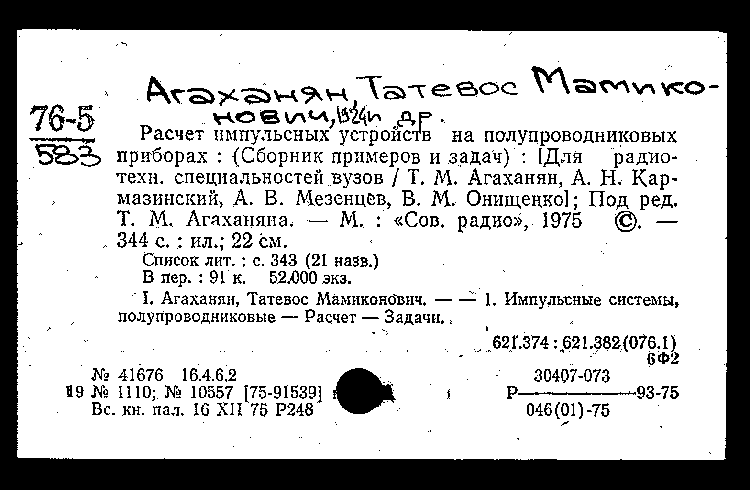 Агаханян, Татевос Мамико-
нович, 1924 и др.
76-5
583
Расчет импульсных устройств на полупроводниковых
приборах : (Сборник примеров и задач) : [Для радио-
техн. специальностей вузов / Т. М. Агаханян, А. Н. Кар-
мазинский, А. В. Мезенцев, В. М. Онищенко] ; Под ред.
Т. М. Агаханяна. — М. : «Сов. радио», 1975 ©. —
344 с. : ил.; 22 см.
Список лит. : с. 343 (21 назв.)
В пер. : 91 к. 52.000 экз.
I. Агаханян, Татевос Мамиконович. — — 1. Импульсные системы,
полупроводниковые — Расчет — Задачи.
621.374 : 621.382(076.1)
6Ф2
№ 41676 16.4.6.2
19 № 1110; № 10557 [75-91539]
Вс. кн. пал. 16 XII 75 Р248
30407-073
Р————93-75
046(01)-75